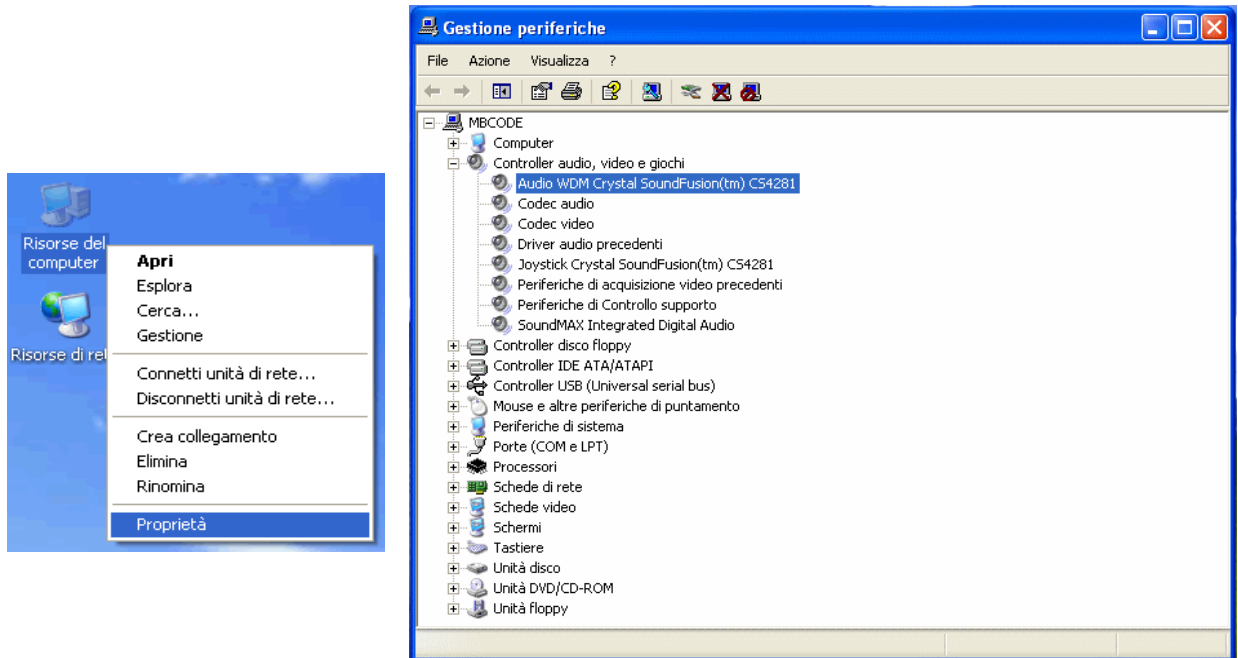 Risorse del
computer
Risorse di ret
Apri
Esplora
Cerca...
Gestione
Connetti unità di rete...
Disconnetti unità di rete...
Crea collegamento
Elimina
Rinomina
Proprietà
Gestione periferiche
File Azione Visualizza ?
MBCODE
Computer
Controller audio, video e giochi
Audio WDM Crystal SoundFusion(tm) CS4281
Codec audio
Codec video
Driver audio precedenti
Joystick Crystal SoundFusion(tm) CS4281
Periferiche di acquisizione video precedenti
Periferiche di Controllo supporto
SoundMAX Integrated Digital Audio
Controller disco floppy
Controller IDE ATA/ATAPI
Controller USB (Universal serial bus)
Mouse e altre periferiche di puntamento
Periferiche di sistema
Porte (COM e LPT)
Processori
Schede di rete
Schede video
Schermi
Tastiere
Unità disco
Unità DVD/CD-ROM
Unità floppy